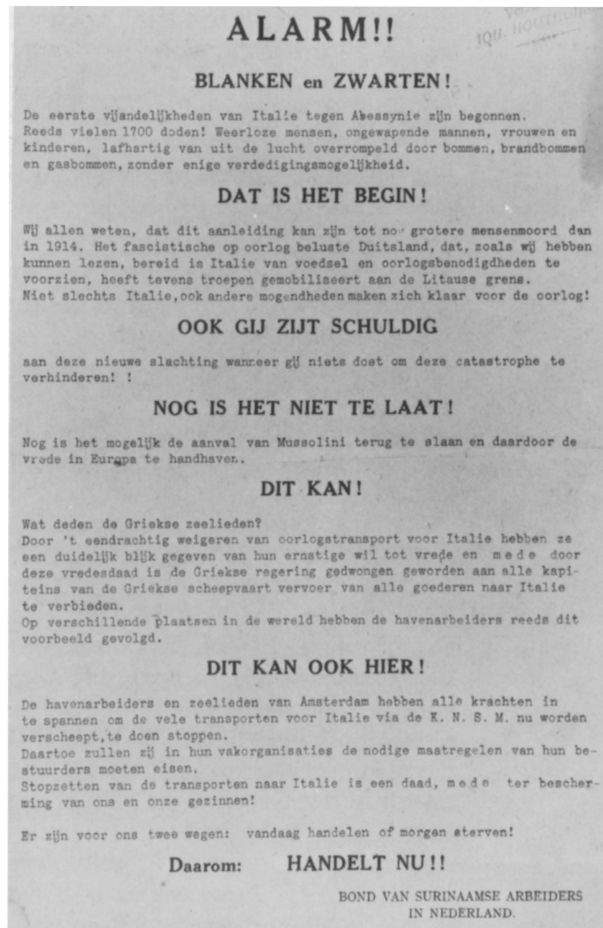 ALARM!!
BLANKEN en ZWARTEN!
De eerste vijandelijkheden van Italie tegen Abessynie zijn begonnen.
Reeds vielen 1700 doden! Weerloze mensen, ongewapende mannen, vrouwen en
kinderen, lafhartig van uit de lucht overrompeld door bommen, brandbommen
en gasbommen, zonder enige verdedigingsmogelijkheid.
DAT IS HET BEGIN!
Wij allen weten, dat dit aanleiding kan zijn tot nog grotere mensenmoord dan
in 1914. Het fascistische op oorlog beluste Duitsland, dat, zoals wij hebben
kunnen lezen, bereid is Italie van voedsel en oorlogsbenodigdheden te
voorzien, heeft tevens troepen gemobiliseert aan de Litause grens.
Niet slechts Italie, ook andere mogendheden maken zich klaar voor de oorlog!
OOK GIJ ZIJT SCHULDIG
aan deze nieuwe slachting wanneer gij niets doet om deze catastrophe te
verhinderen! !
NOG IS HET NIET TE LAAT!
Nog is het mogelijk de aanval van Mussolini terug te slaan en daardoor de
vrede in Europa te handhaven.
DIT KAN!
Wat deden de Griekse zeelieden?
Door 't eendrachtig weigeren van oorlogstransport voor Italie hebben ze
een duidelijk blijk gegeven van hun ernstige wil tot vrede en m e d e door
deze vredesdaad is de Griekse regering gedwongen geworden aan alle kapi-
teins van de Griekse scheepvaart vervoer van alle goederen naar Italie
te verbieden.
Op verschillende plaatsen in de wereld hebben de havenarbeiders reeds dit
voorbeeld gevolgd.
DIT KAN OOK HIER!
De havenarbeiders en zeelieden van Amsterdam hebben alle krachten in
te spannen om de vele transporten voor Italie via de K. N. S. M. nu worden
verscheept, te doen stoppen.
Daartoe zullen zij in hun vakorganisaties de nodige mastregelen van hun be-
stuurders moeten eisen.
Stopzetten van de transporten naar Italie is een daad, m e d e ter bescher-
ming van ons en onze gezinnen!
Er zijn voor ons twee wegen: vandaag handelen of morgen sterven!
Daarom: HANDELT NU!!
BOND VAN SURINAAMSE ARBEIDERS
IN NEDERLAND.